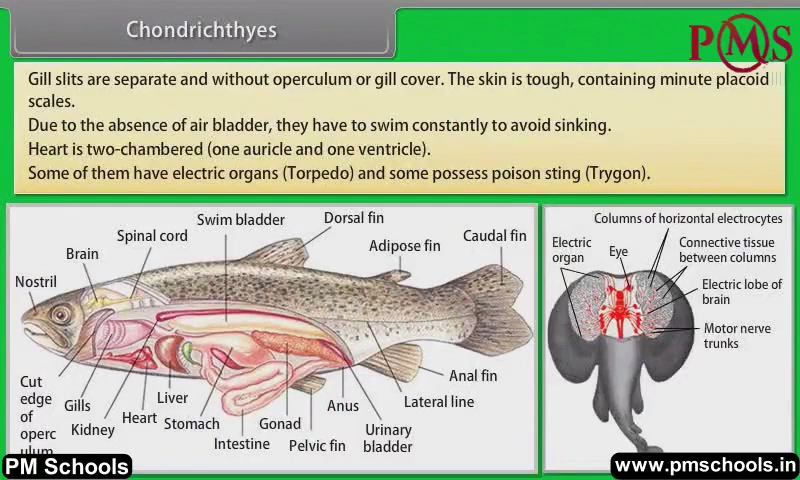 Chondrichthyes
PMS
Gill slits are separate and without operculum or gill cover. The skin is tough, containing minute placoid
scales.
Due to the absence of air bladder, they have to swim constantly to avoid sinking.
Heart is two-chambered (one auricle and one ventricle).
Some of them have electric organs (Torpedo) and some possess poison sting (Trygon).
Swim bladder
Dorsal fin
Spinal cord
Adipose fin
Caudal fin
Brain
Nostril
Cut
edge
of
operc
ulum
Gills
Kidney
Heart
Liver
Stomach
Intestine
Gonad
Pelvic fin
Anus
Urinary
bladder
Lateral line
Anal fin
Columns of horizontal electrocytes
Electric
organ
Eye
Connective tissue
between columns
Electric lobe of
brain
Motor nerve
trunks
PM Schools
www.pmschools.in